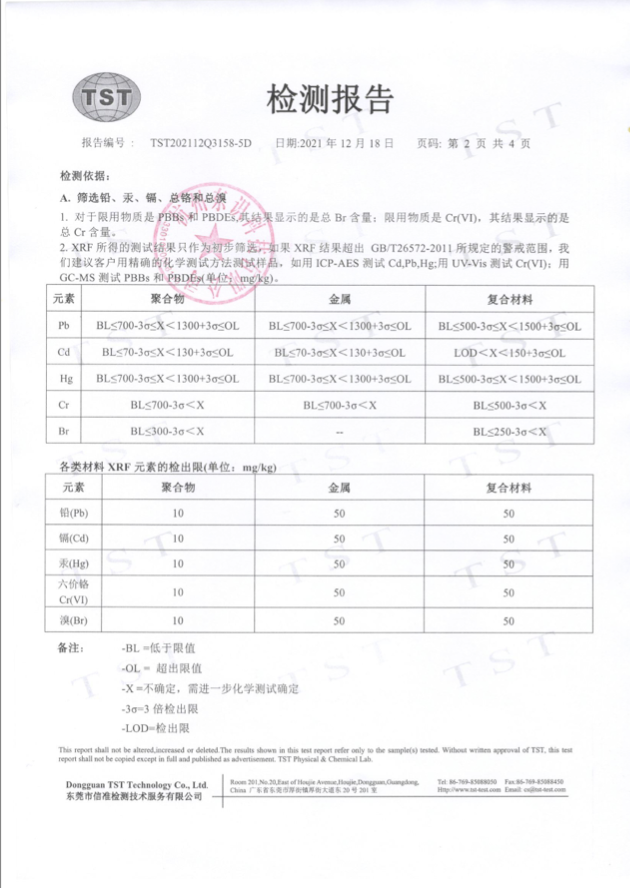 TST
检测报告
报告编号： TST202112Q3158-5D 日期:2021 年 12 月 18 日 页码: 第 2 页 共 4 页
检测依据:
A．筛选铅、汞、镉、总铬和总溴
1. 对于限用物质是 PBBs 和 PBDEs,其结果显示的是总 Br 含量；限用物质是 Cr(VI)，其结果显示的是
总 Cr 含量。
2. XRF 所得的测试结果只作为初步筛选，如果 XRF 结果超出 GB/T26572-2011 所规定的警戒范围，我
们建议客户用精确的化学测试方法测试样品，如用 ICP-AES 测试 Cd,Pb,Hg;用 UV-Vis 测试 Cr(VI)；用
GC-MS 测试 PBBs 和 PBDEs(单位：mg/kg)。
元素 聚合物 金属 复合材料
Pb BL≤700-3σ≤X＜1300+3σ≤OL BL≤700-3σ≤X＜1300+3σ≤OL BL≤500-3σ≤X＜1500+3σ≤OL
Cd BL≤70-3σ≤X＜130+3σ≤OL BL≤70-3σ≤X＜130+3σ≤OL LOD＜X＜150+3σ≤OL
Hg BL≤700-3σ≤X＜1300+3σ≤OL BL≤700-3σ≤X＜1300+3σ≤OL BL≤500-3σ≤X＜1500+3σ≤OL
Cr BL≤700-3σ＜X BL≤700-3σ＜X BL≤500-3σ＜X
Br BL≤300-3σ＜X -- BL≤250-3σ＜X
各类材料 XRF 元素的检出限(单位：mg/kg)
元素 聚合物 金属 复合材料
铅(Pb) 10 50 50
镉(Cd) 10 50 50
汞(Hg) 10 50 50
六价铬
Cr(VI) 10 50 50
溴(Br) 10 50 50
备注： -BL =低于限值
-OL = 超出限值
-X =不确定，需进一步化学测试确定
-3σ=3 倍检出限
-LOD=检出限
This report shall not be altered,increased or deleted.The results shown in this test report refer only to the sample(s) tested. Without written approval of TST, this test
report shall not be copied except in full and published as advertisement. TST Physical & Chemical Lab.
Dongguan TST Technology Co., Ltd. Room 201,No.20,East of Houjie Avenue,Houjie,Dongguan,Guangdong, Tel: 86-769-85088050 Fax:86-769-85088450
东莞市信准检测技术服务有限公司 China 广东省东莞市厚街镇厚街大道东 20 号 201 室 Http://www.tst-test.com Email: cs@tst-test.com